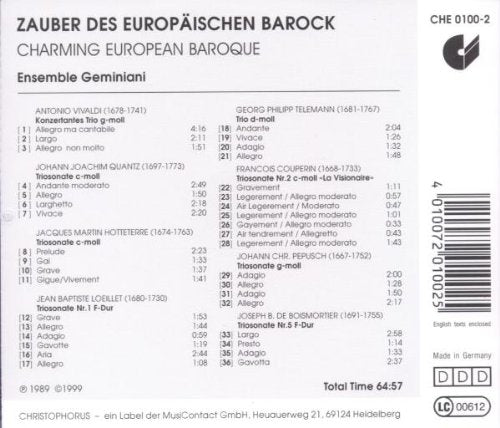 ZAUBER DES EUROPÄISCHEN BAROCK
CHARMING EUROPEAN BAROQUE
CHE 0100-2
Ensemble Geminiani
ANTONIO VIVALDI (1678-1741)
Konzertantes Trio g-moll
[ 1 ] Allegro ma cantabile 4:16
[ 2 ] Largo 2:11
[ 3 ] Allegro non molto 1:51
JOHANN JOACHIM QUANTZ (1697-1773)
Triosonate c-moll
[ 4 ] Andante moderato 2:49
[ 5 ] Allegro 1:50
[ 6 ] Larghetto 2:18
[ 7 ] Vivace 2:20
JACQUES MARTIN HOTTETERRE (1674-1763)
Triosonate c-moll
[ 8 ] Prelude 2:23
[ 9 ] Gai 1:33
[10] Grave 1:37
[11] Gigue/Vivement 1:41
JEAN BAPTISTE LOEILLET (1680-1730)
Triosonate Nr.1 F-Dur
[12] Grave 1:53
[13] Allegro 1:44
[14] Adagio 2:09
[15] Gavotte 1:19
[16] Aria 2:44
[17] Allegro 1:08
GEORG PHILIPP TELEMANN (1681-1767)
Trio d-moll
[18] Andante 2:04
[19] Vivace 1:26
[20] Adagio 1:32
[21] Allegro 1:48
FRANCOIS COUPERIN (1668-1733)
Triosonate Nr.2 c-moll -La Visionaire-
[22] Gravement 1:11
[23] Legerement / Allegro moderato 0:57
[24] Air Legerement / Moderato 0:47
[25] Legerement / Allegro moderato 1:01
[26] Gayement / Allegro moderato 0:33
[27] Air tendrement / Allegretto 0:43
[28] Legerement / Allegro moderato 1:43
JOHANN CHR. PEPUSCH (1667-1752)
Triosonate g-moll
[29] Adagio 2:00
[30] Allegro 1:28
[31] Adagio 1:50
[32] Allegro 2:17
JOSEPH B. DE BOISMORTIER (1691-1755)
Triosonate Nr.5 F-Dur
[33] Largo 2:58
[34] Presto 1:14
[35] Adagio 1:33
[36] Gavotta 2:37
℗ 1989 ©1999
Total Time 64:57
CHRISTOPHORUS – ein Label der MusiContact GmbH, Heuauerweg 21, 69124 Heidelberg
4 010072 010025
English texts enclosed
Made in Germany
D D D
LC 00612